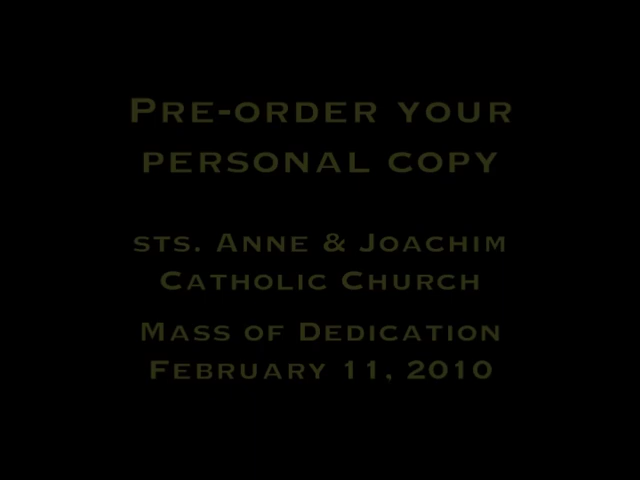 Pre-order your
personal copy
sts. Anne & Joachim
Catholic Church
Mass of Dedication
February 11, 2010